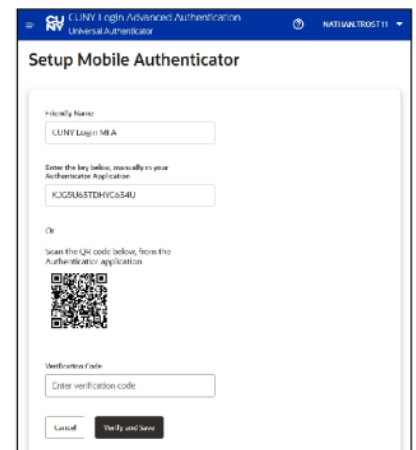 CUNY Login Advanced Authentication
Universal Authenticator
NATHAN.TROST11
Setup Mobile Authenticator
Friendly Name
CUNY Login MFA
Enter the key below, manually in your
Authenticator Application
Or
Scan the QR code below, from the
Authenticator application
Verification Code
Enter verification code
Cancel
Verify and Save